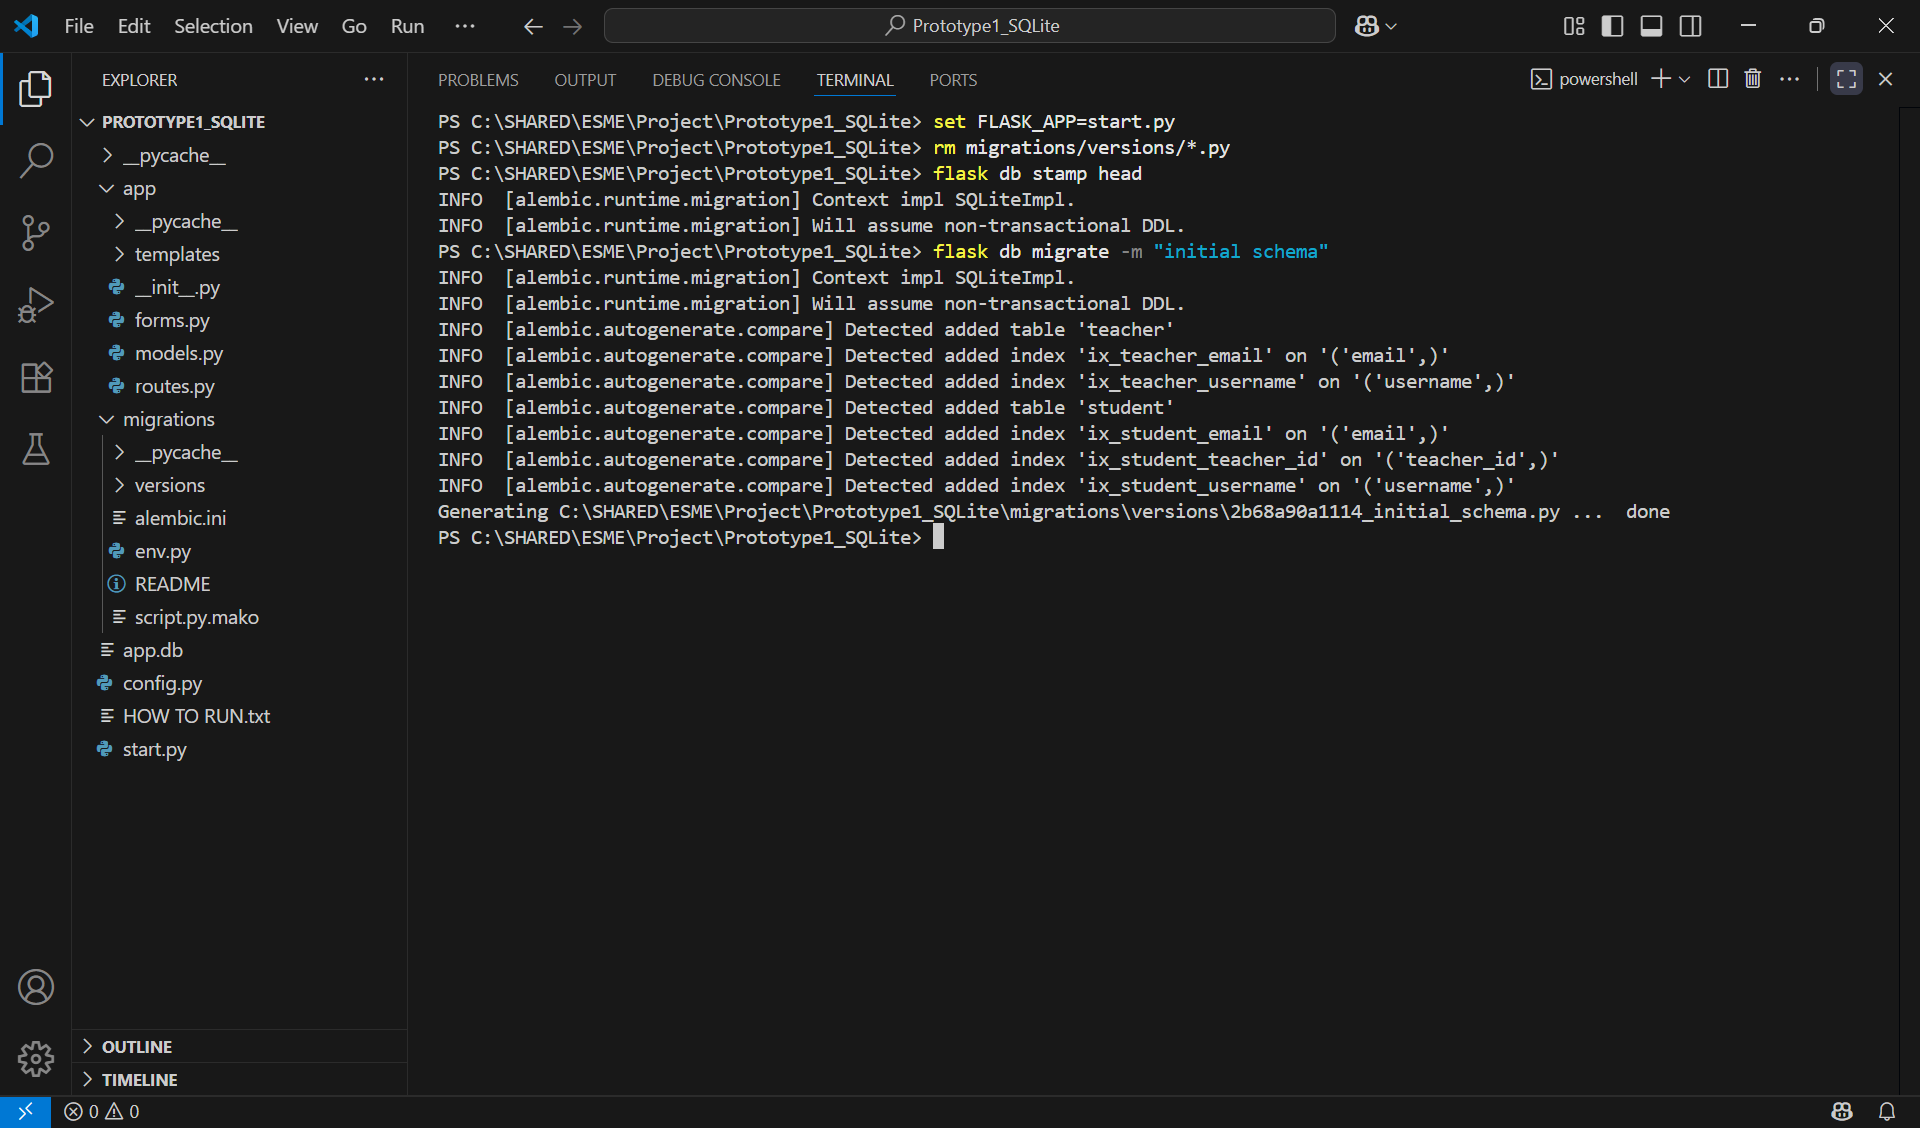 File Edit Selection View Go Run ...
Prototype1_SQLite
EXPLORER
PROTOTYPE1_SQLITE
__pycache__
app
__pycache__
templates
__init__.py
forms.py
models.py
routes.py
migrations
__pycache__
versions
alembic.ini
env.py
README
script.py.mako
app.db
config.py
HOW TO RUN.txt
start.py
OUTLINE
TIMELINE
PROBLEMS OUTPUT DEBUG CONSOLE TERMINAL PORTS
powershell
PS C:\SHARED\ESME\Project\Prototype1_SQLite> set FLASK_APP=start.py
PS C:\SHARED\ESME\Project\Prototype1_SQLite> rm migrations/versions/*.py
PS C:\SHARED\ESME\Project\Prototype1_SQLite> flask db stamp head
INFO  [alembic.runtime.migration] Context impl SQLiteImpl.
INFO  [alembic.runtime.migration] Will assume non-transactional DDL.
PS C:\SHARED\ESME\Project\Prototype1_SQLite> flask db migrate -m "initial schema"
INFO  [alembic.runtime.migration] Context impl SQLiteImpl.
INFO  [alembic.runtime.migration] Will assume non-transactional DDL.
INFO  [alembic.autogenerate.compare] Detected added table 'teacher'
INFO  [alembic.autogenerate.compare] Detected added index 'ix_teacher_email' on '('email',)'
INFO  [alembic.autogenerate.compare] Detected added index 'ix_teacher_username' on '('username',)'
INFO  [alembic.autogenerate.compare] Detected added table 'student'
INFO  [alembic.autogenerate.compare] Detected added index 'ix_student_email' on '('email',)'
INFO  [alembic.autogenerate.compare] Detected added index 'ix_student_teacher_id' on '('teacher_id',)'
INFO  [alembic.autogenerate.compare] Detected added index 'ix_student_username' on '('username',)'
Generating C:\SHARED\ESME\Project\Prototype1_SQLite\migrations\versions\2b68a90a1114_initial_schema.py ...  done
PS C:\SHARED\ESME\Project\Prototype1_SQLite>
0 0